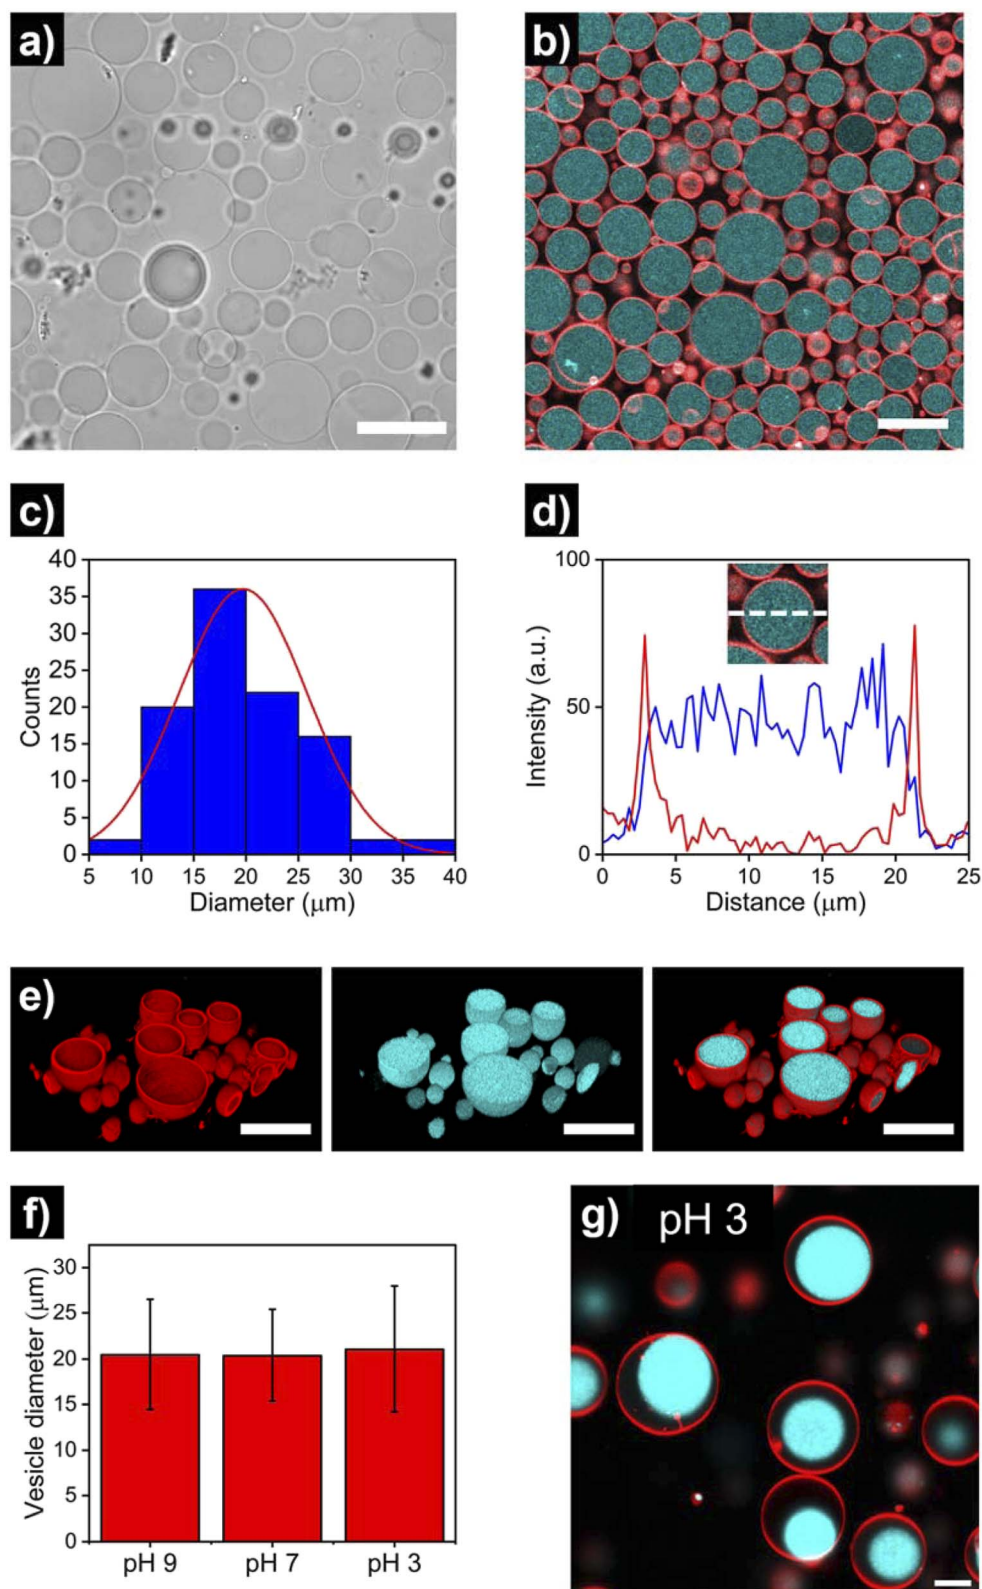 a)
b)
c)
d)
40
35
30
25
20
15
10
5
0
Counts
5 10 15 20 25 30 35 40
Diameter (μm)
100
50
0
Intensity (a.u.)
0 5 10 15 20 25
Distance (μm)
e)
f)
g) pH 3
30
25
20
15
10
5
0
Vesicle diameter (μm)
pH 9 pH 7 pH 3